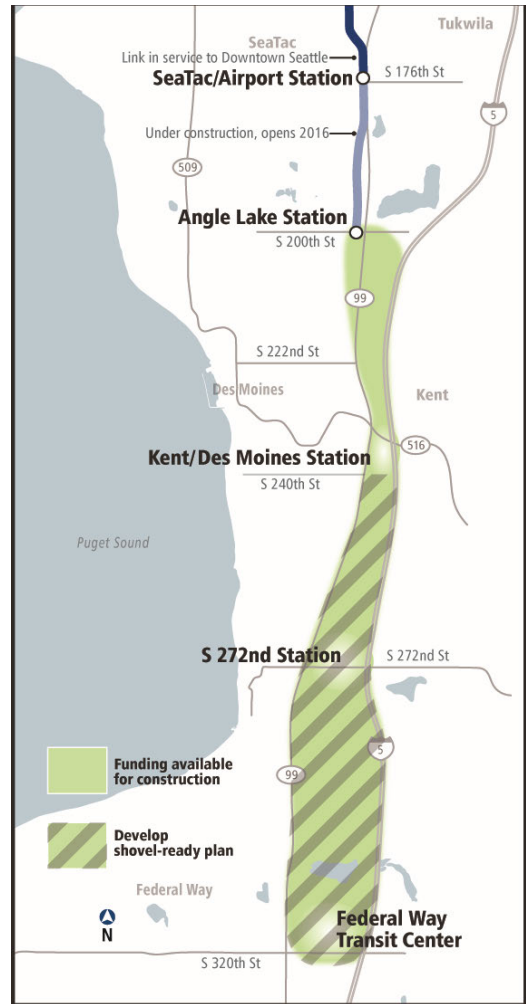 Tukwila
SeaTac
Link in service to Downtown Seattle
SeaTac/Airport Station
S 176th St
5
Under construction, opens 2016
509
Angle Lake Station
S 200th St
99
S 222nd St
Des Moines
Kent
516
Kent/Des Moines Station
S 240th St
Puget Sound
S 272nd Station
S 272nd St
5
Funding available
for construction
99
Develop
shovel-ready plan
Federal Way
N
Federal Way
Transit Center
S 320th St